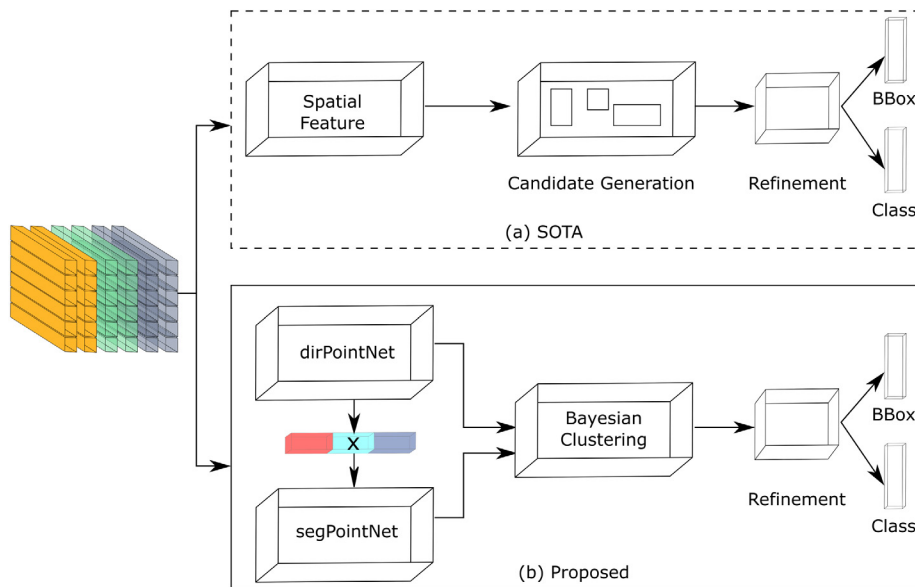 Spatial
Feature
Candidate Generation
Refinement
BBox
Class
(a) SOTA
dirPointNet
X
segPointNet
Bayesian
Clustering
Refinement
BBox
Class
(b) Proposed